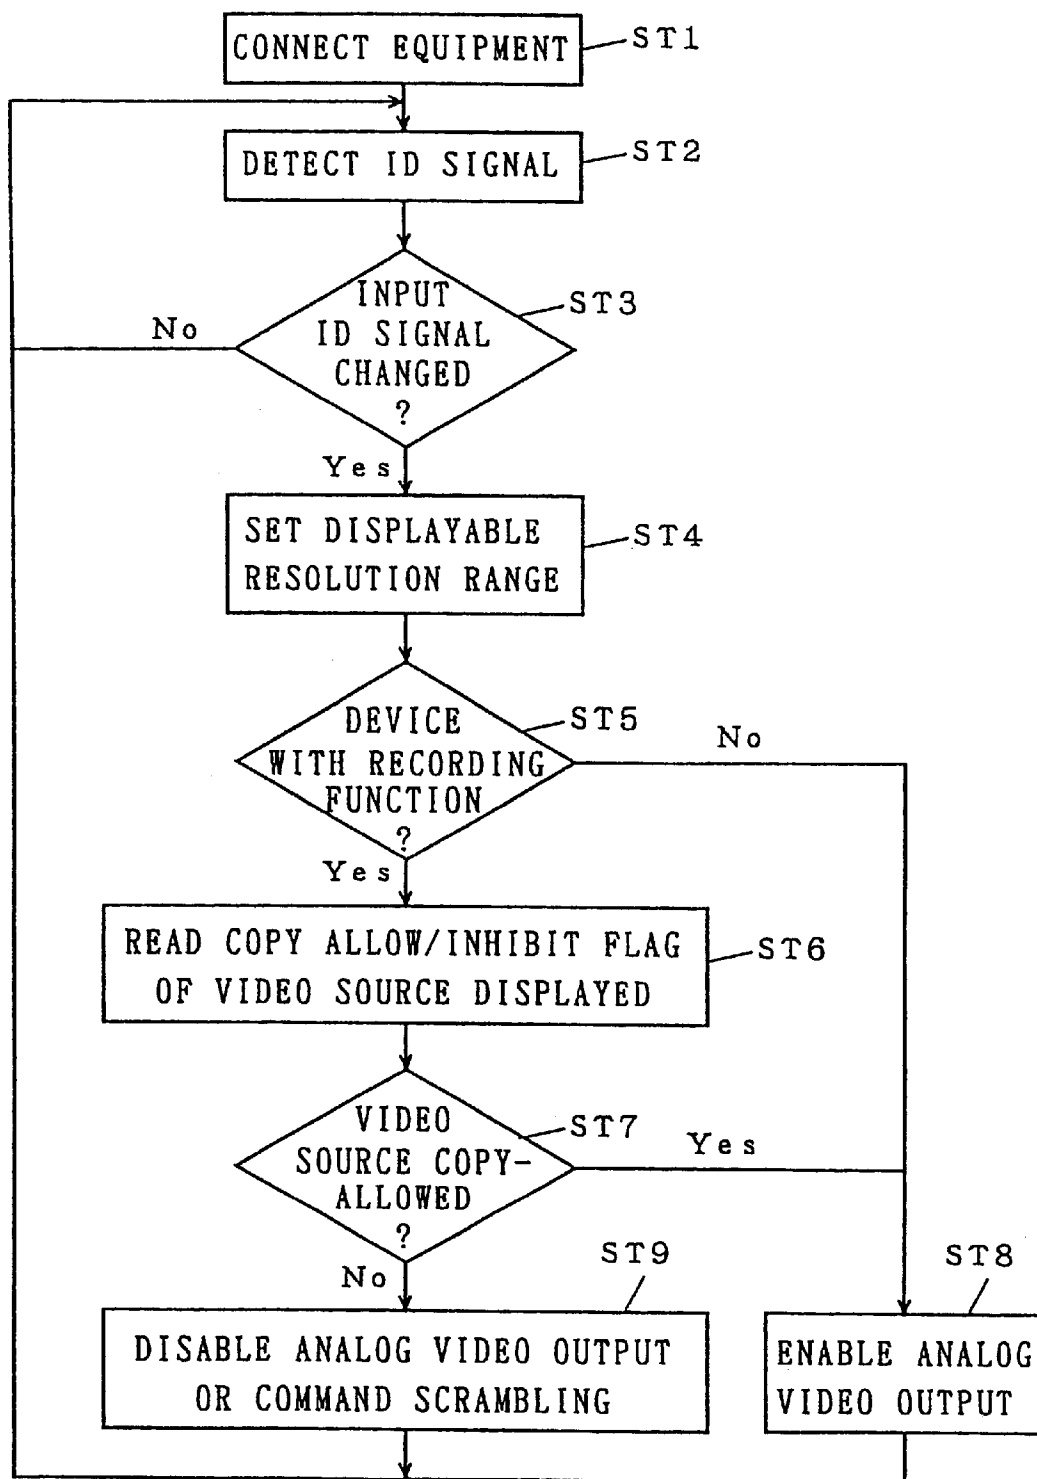 CONNECT EQUIPMENT
ST1
DETECT ID SIGNAL
ST2
INPUT
ID SIGNAL
CHANGED
?
ST3
No
Yes
SET DISPLAYABLE
RESOLUTION RANGE
ST4
DEVICE
WITH RECORDING
FUNCTION
?
ST5
No
Yes
READ COPY ALLOW/INHIBIT FLAG
OF VIDEO SOURCE DISPLAYED
ST6
VIDEO
SOURCE COPY-
ALLOWED
?
ST7
Yes
No
ST9
DISABLE ANALOG VIDEO OUTPUT
OR COMMAND SCRAMBLING
ST8
ENABLE ANALOG
VIDEO OUTPUT